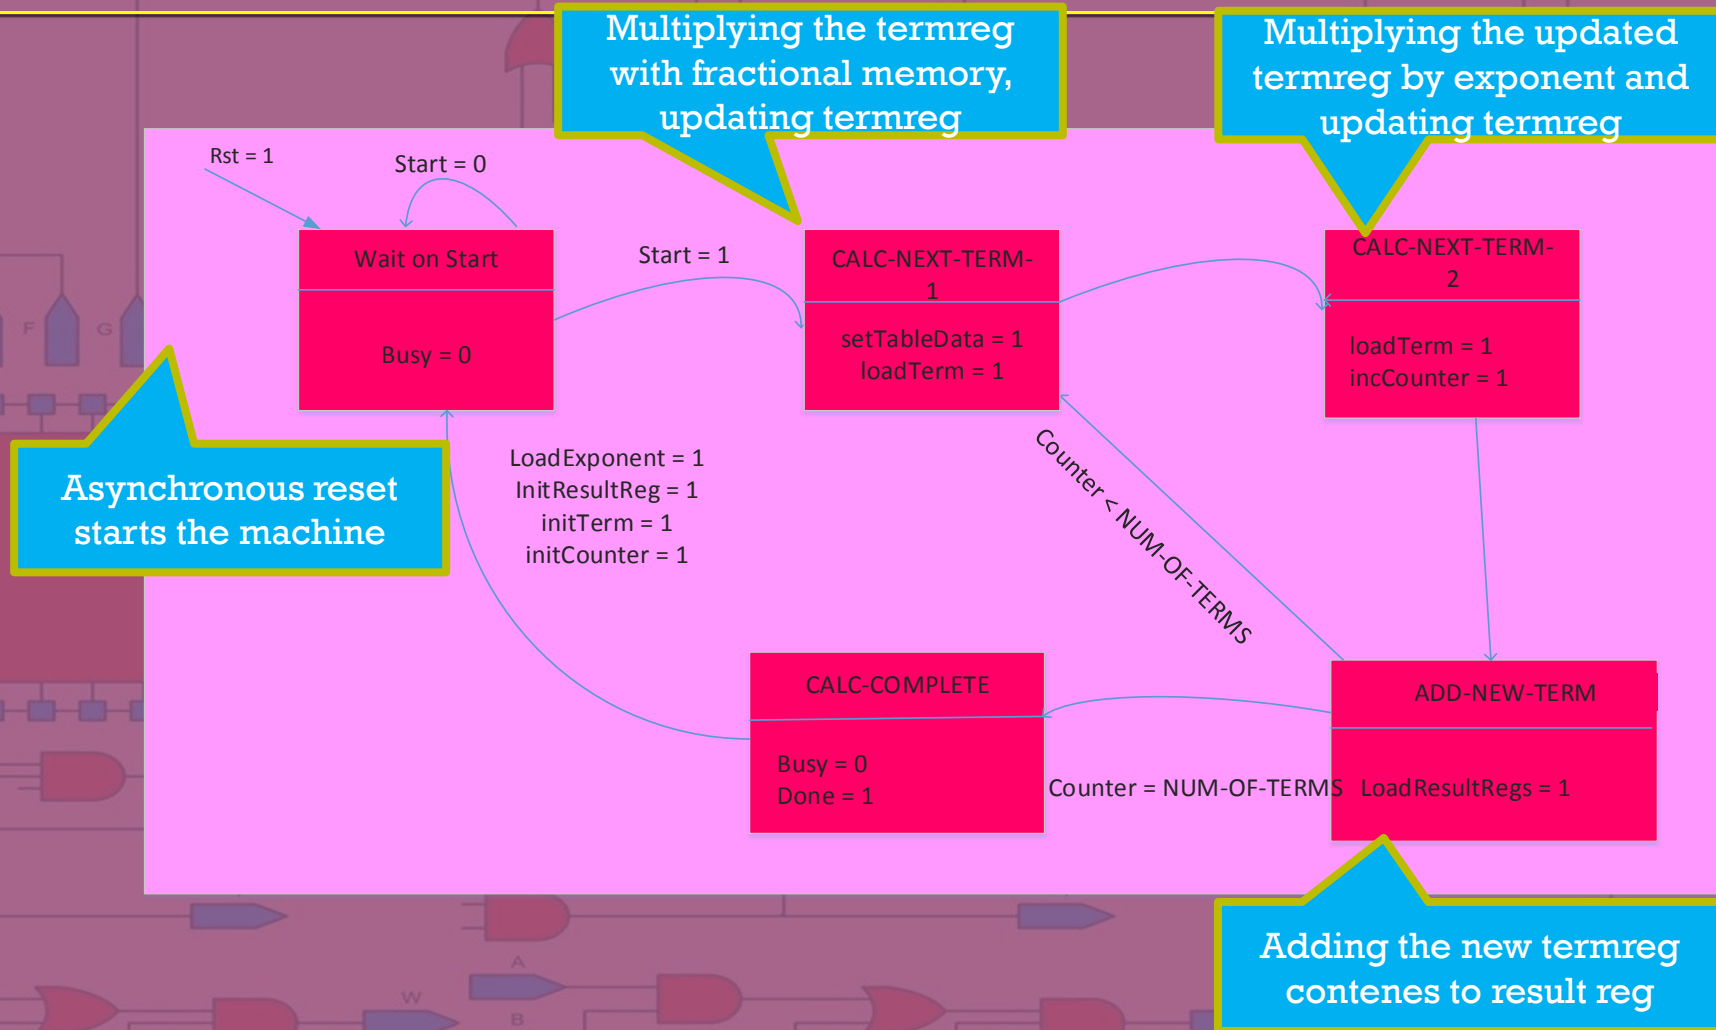 Multiplying the termreg
with fractional memory,
updating termreg
Multiplying the updated
termreg by exponent and
updating termreg
Rst = 1
Start = 0
Wait on Start
Busy = 0
Start = 1
CALC-NEXT-TERM-
1
setTableData = 1
loadTerm = 1
CALC-NEXT-TERM-
2
loadTerm = 1
incCounter = 1
F
G
Asynchronous reset
starts the machine
LoadExponent = 1
InitResultReg = 1
initTerm = 1
initCounter = 1
Counter < NUM-OF-TERMS
CALC-COMPLETE
Busy = 0
Done = 1
Counter = NUM-OF-TERMS
ADD-NEW-TERM
LoadResultRegs = 1
Adding the new termreg
contenes to result reg
A
W
B